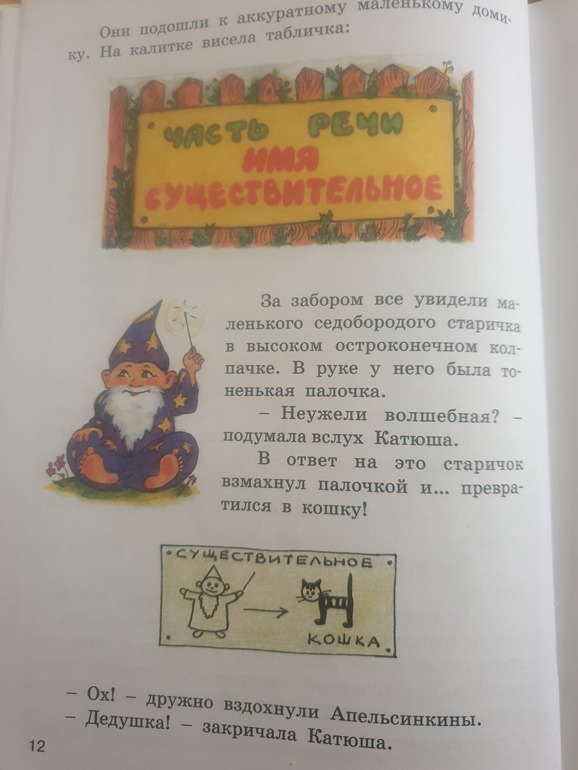 Они подошли к аккуратному маленькому доми-
ку. На калитке висела табличка:
ЧАСТЬ РЕЧИ
ИМЯ
СУЩЕСТВИТЕЛЬНОЕ
За забором все увидели ма-
ленького седобородого старичка
в высоком остроконечном кол-
пачке. В руке у него была то-
ненькая палочка.
– Неужели волшебная? –
подумала вслух Катюша.
В ответ на это старичок
взмахнул палочкой и... превра-
тился в кошку!
СУЩЕСТВИТЕЛЬНОЕ
КОШКА
– Ох! – дружно вздохнули Апельсинкины.
– Дедушка! – закричала Катюша.
12